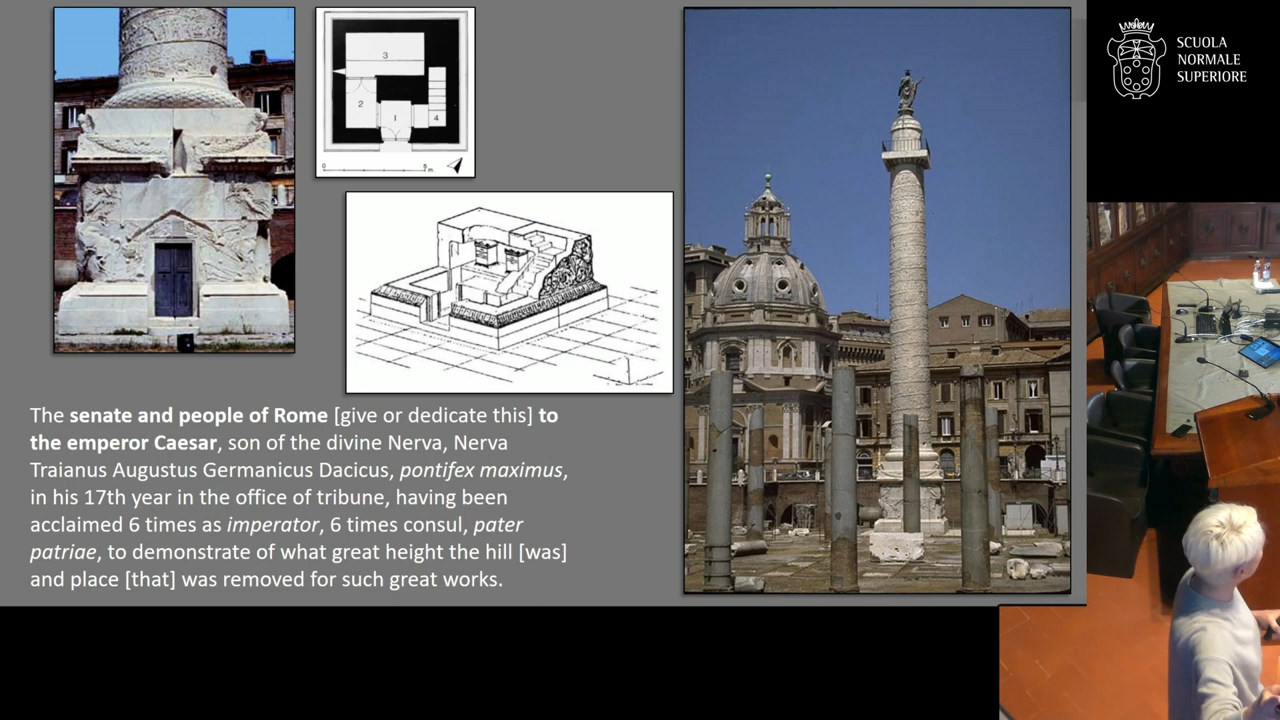 3
2
1
4
0
5
m.
The senate and people of Rome [give or dedicate this] to
the emperor Caesar, son of the divine Nerva, Nerva
Traianus Augustus Germanicus Dacicus, pontifex maximus,
in his 17th year in the office of tribune, having been
acclaimed 6 times as imperator, 6 times consul, pater
patriae, to demonstrate of what great height the hill [was]
and place [that] was removed for such great works.
SCUOLA
NORMALE
SUPERIORE